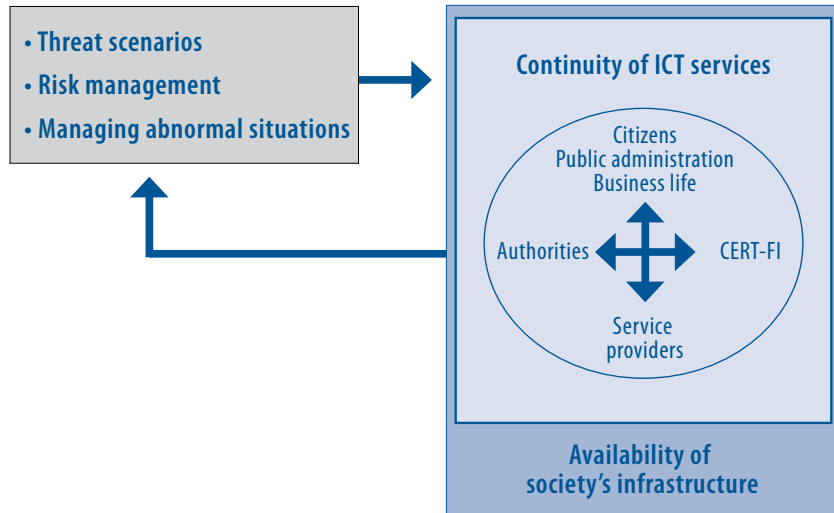 • Threat scenarios
• Risk management
• Managing abnormal situations
Continuity of ICT services
Citizens
Public administration
Business life
Authorities
CERT-FI
Service
providers
Availability of
society's infrastructure